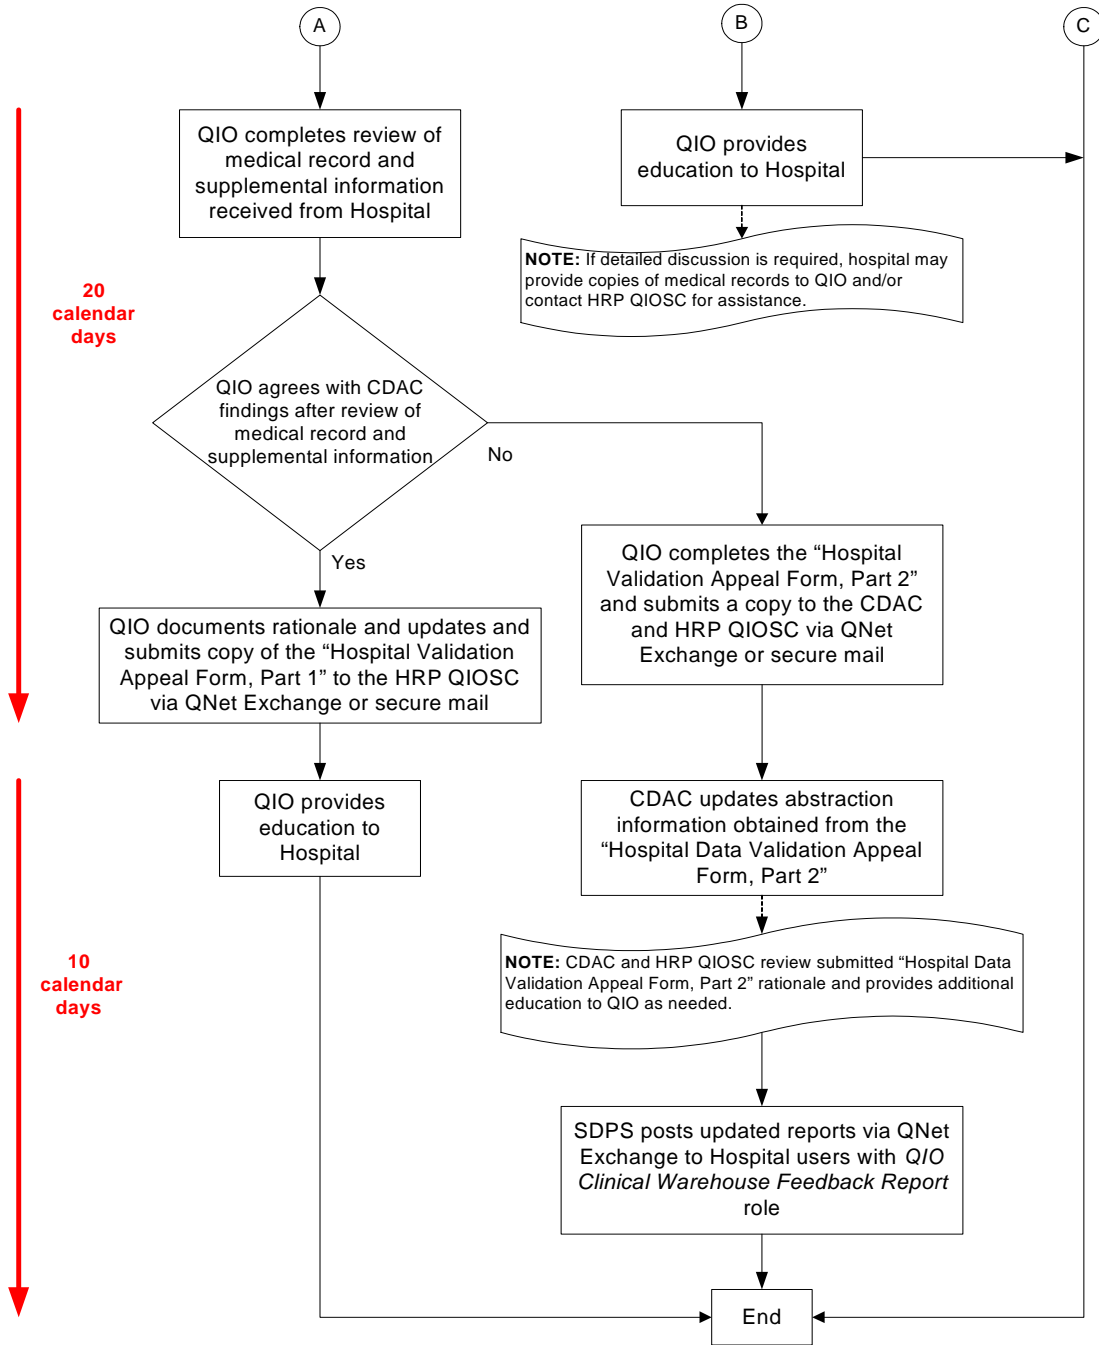 A
B
C
QIO completes review of
medical record and
supplemental information
received from Hospital
QIO provides
education to Hospital
NOTE: If detailed discussion is required, hospital may
provide copies of medical records to QIO and/or
contact HRP QIOSC for assistance.
20
calendar
days
QIO agrees with CDAC
findings after review of
medical record and
supplemental information
No
Yes
QIO completes the “Hospital
Validation Appeal Form, Part 2”
and submits a copy to the CDAC
and HRP QIOSC via QNet
Exchange or secure mail
QIO documents rationale and updates and
submits copy of the “Hospital Validation
Appeal Form, Part 1” to the HRP QIOSC
via QNet Exchange or secure mail
QIO provides
education to
Hospital
CDAC updates abstraction
information obtained from the
“Hospital Data Validation Appeal
Form, Part 2”
10
calendar
days
NOTE: CDAC and HRP QIOSC review submitted “Hospital Data
Validation Appeal Form, Part 2” rationale and provides additional
education to QIO as needed.
SDPS posts updated reports via QNet
Exchange to Hospital users with QIO
Clinical Warehouse Feedback Report
role
End